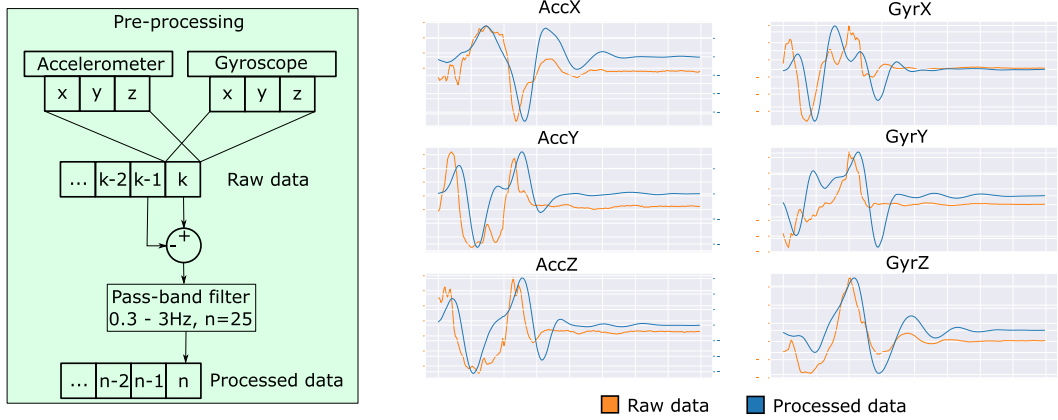 Pre-processing
Accelerometer
Gyroscope
x y z
x y z
... k-2 k-1 k
Raw data
+
-
Pass-band filter
0.3 - 3Hz, n=25
... n-2 n-1 n
Processed data
AccX
GyrX
AccY
GyrY
AccZ
GyrZ
Raw data
Processed data